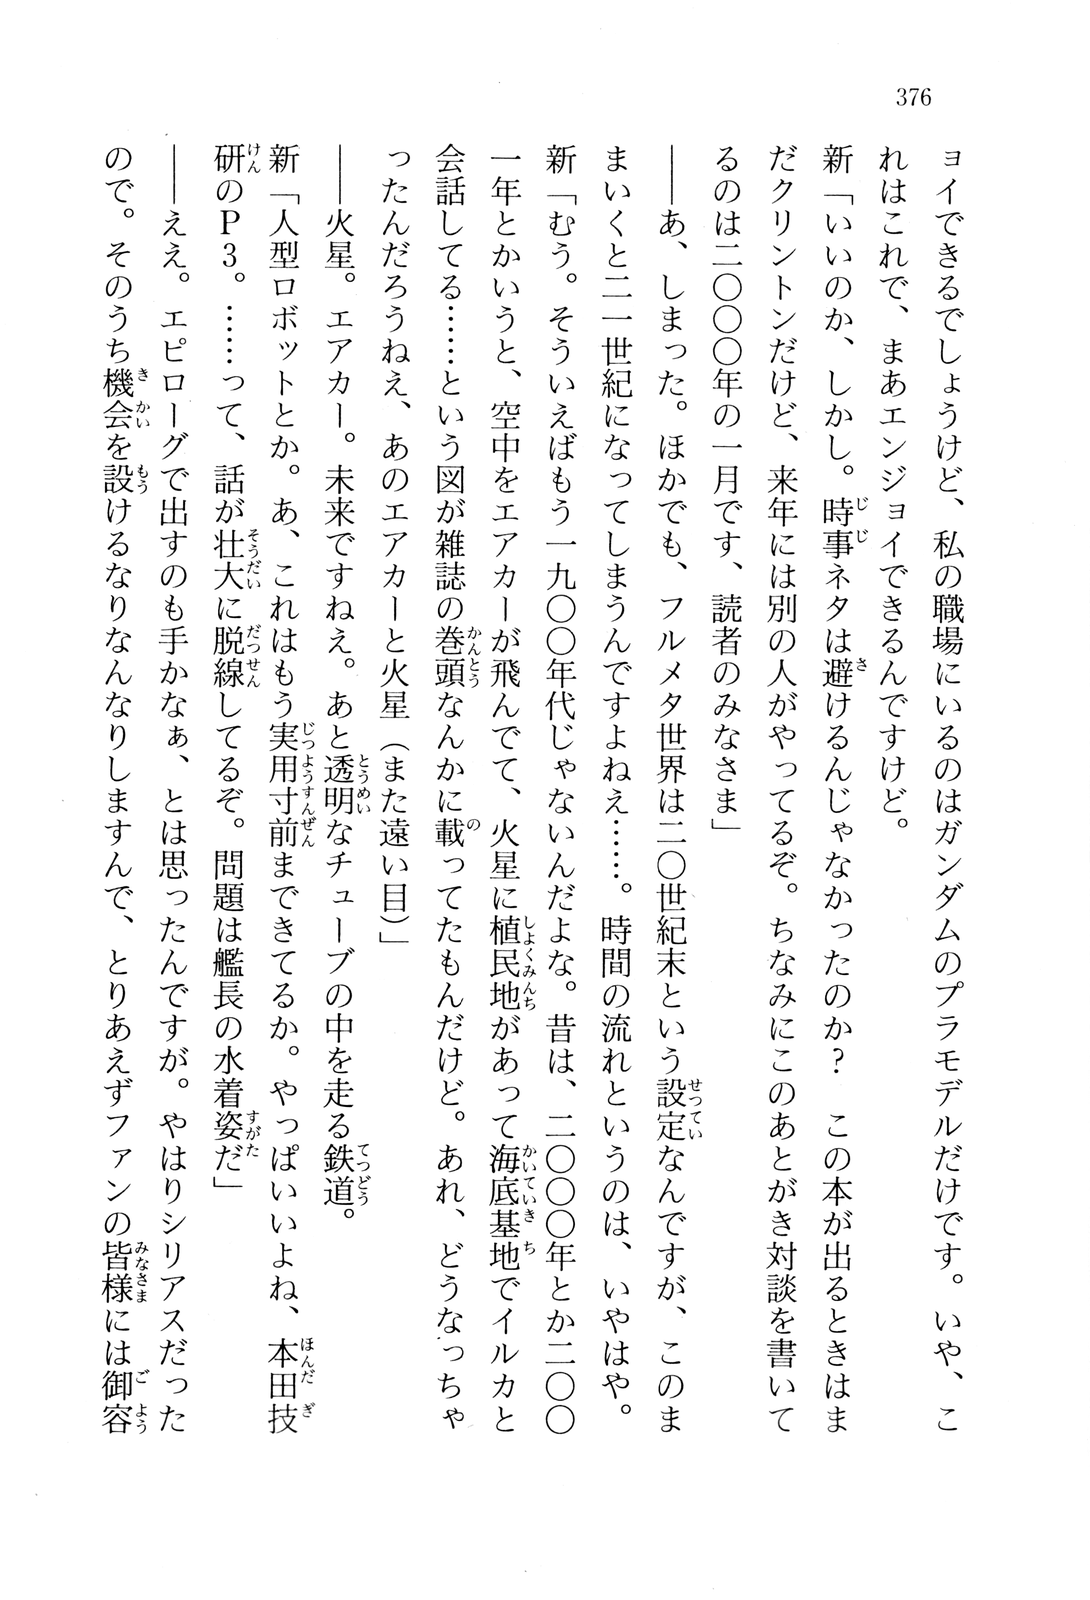 376
ョイできるでしょうけど、私の職場にいるのはガンダムのプラモデルだけです。いや、こ
れはこれで、まあエンジョイできるんですけど。
新「いいのか、しかし。時事ネタは避けるんじゃなかったのか？　この本が出るときはま
だクリントンだけど、来年には別の人がやってるぞ。ちなみにこのあとがき対談を書いて
るのは二〇〇〇年の一月です、読者のみなさま」
――あ、しまった。ほかでも、フルメタ世界は二〇世紀末という設定なんですが、このま
まいくと二一世紀になってしまうんですよねえ……。時間の流れというのは、いやはや。
新「むう。そういえばもう一九〇〇年代じゃないんだよな。昔は、二〇〇〇年とか二〇〇
一年とかいうと、空中をエアカーが飛んでて、火星に植民地があって海底基地でイルカと
会話してる……という図が雑誌の巻頭なんかに載ってたもんだけど。あれ、どうなっちゃ
ったんだろうねえ、あのエアカーと火星（また遠い目）」
――火星。エアカー。未来ですねえ。あと透明なチューブの中を走る鉄道。
新「人型ロボットとか。あ、これはもう実用寸前まできてるか。やっぱいいよね、本田技
研のＰ３。……って、話が壮大に脱線してるぞ。問題は艦長の水着姿だ」
――ええ。エピローグで出すのも手かなぁ、とは思ったんですが。やはりシリアスだった
ので。そのうち機会を設けるなりなんなりしますんで、とりあえずファンの皆様には御容